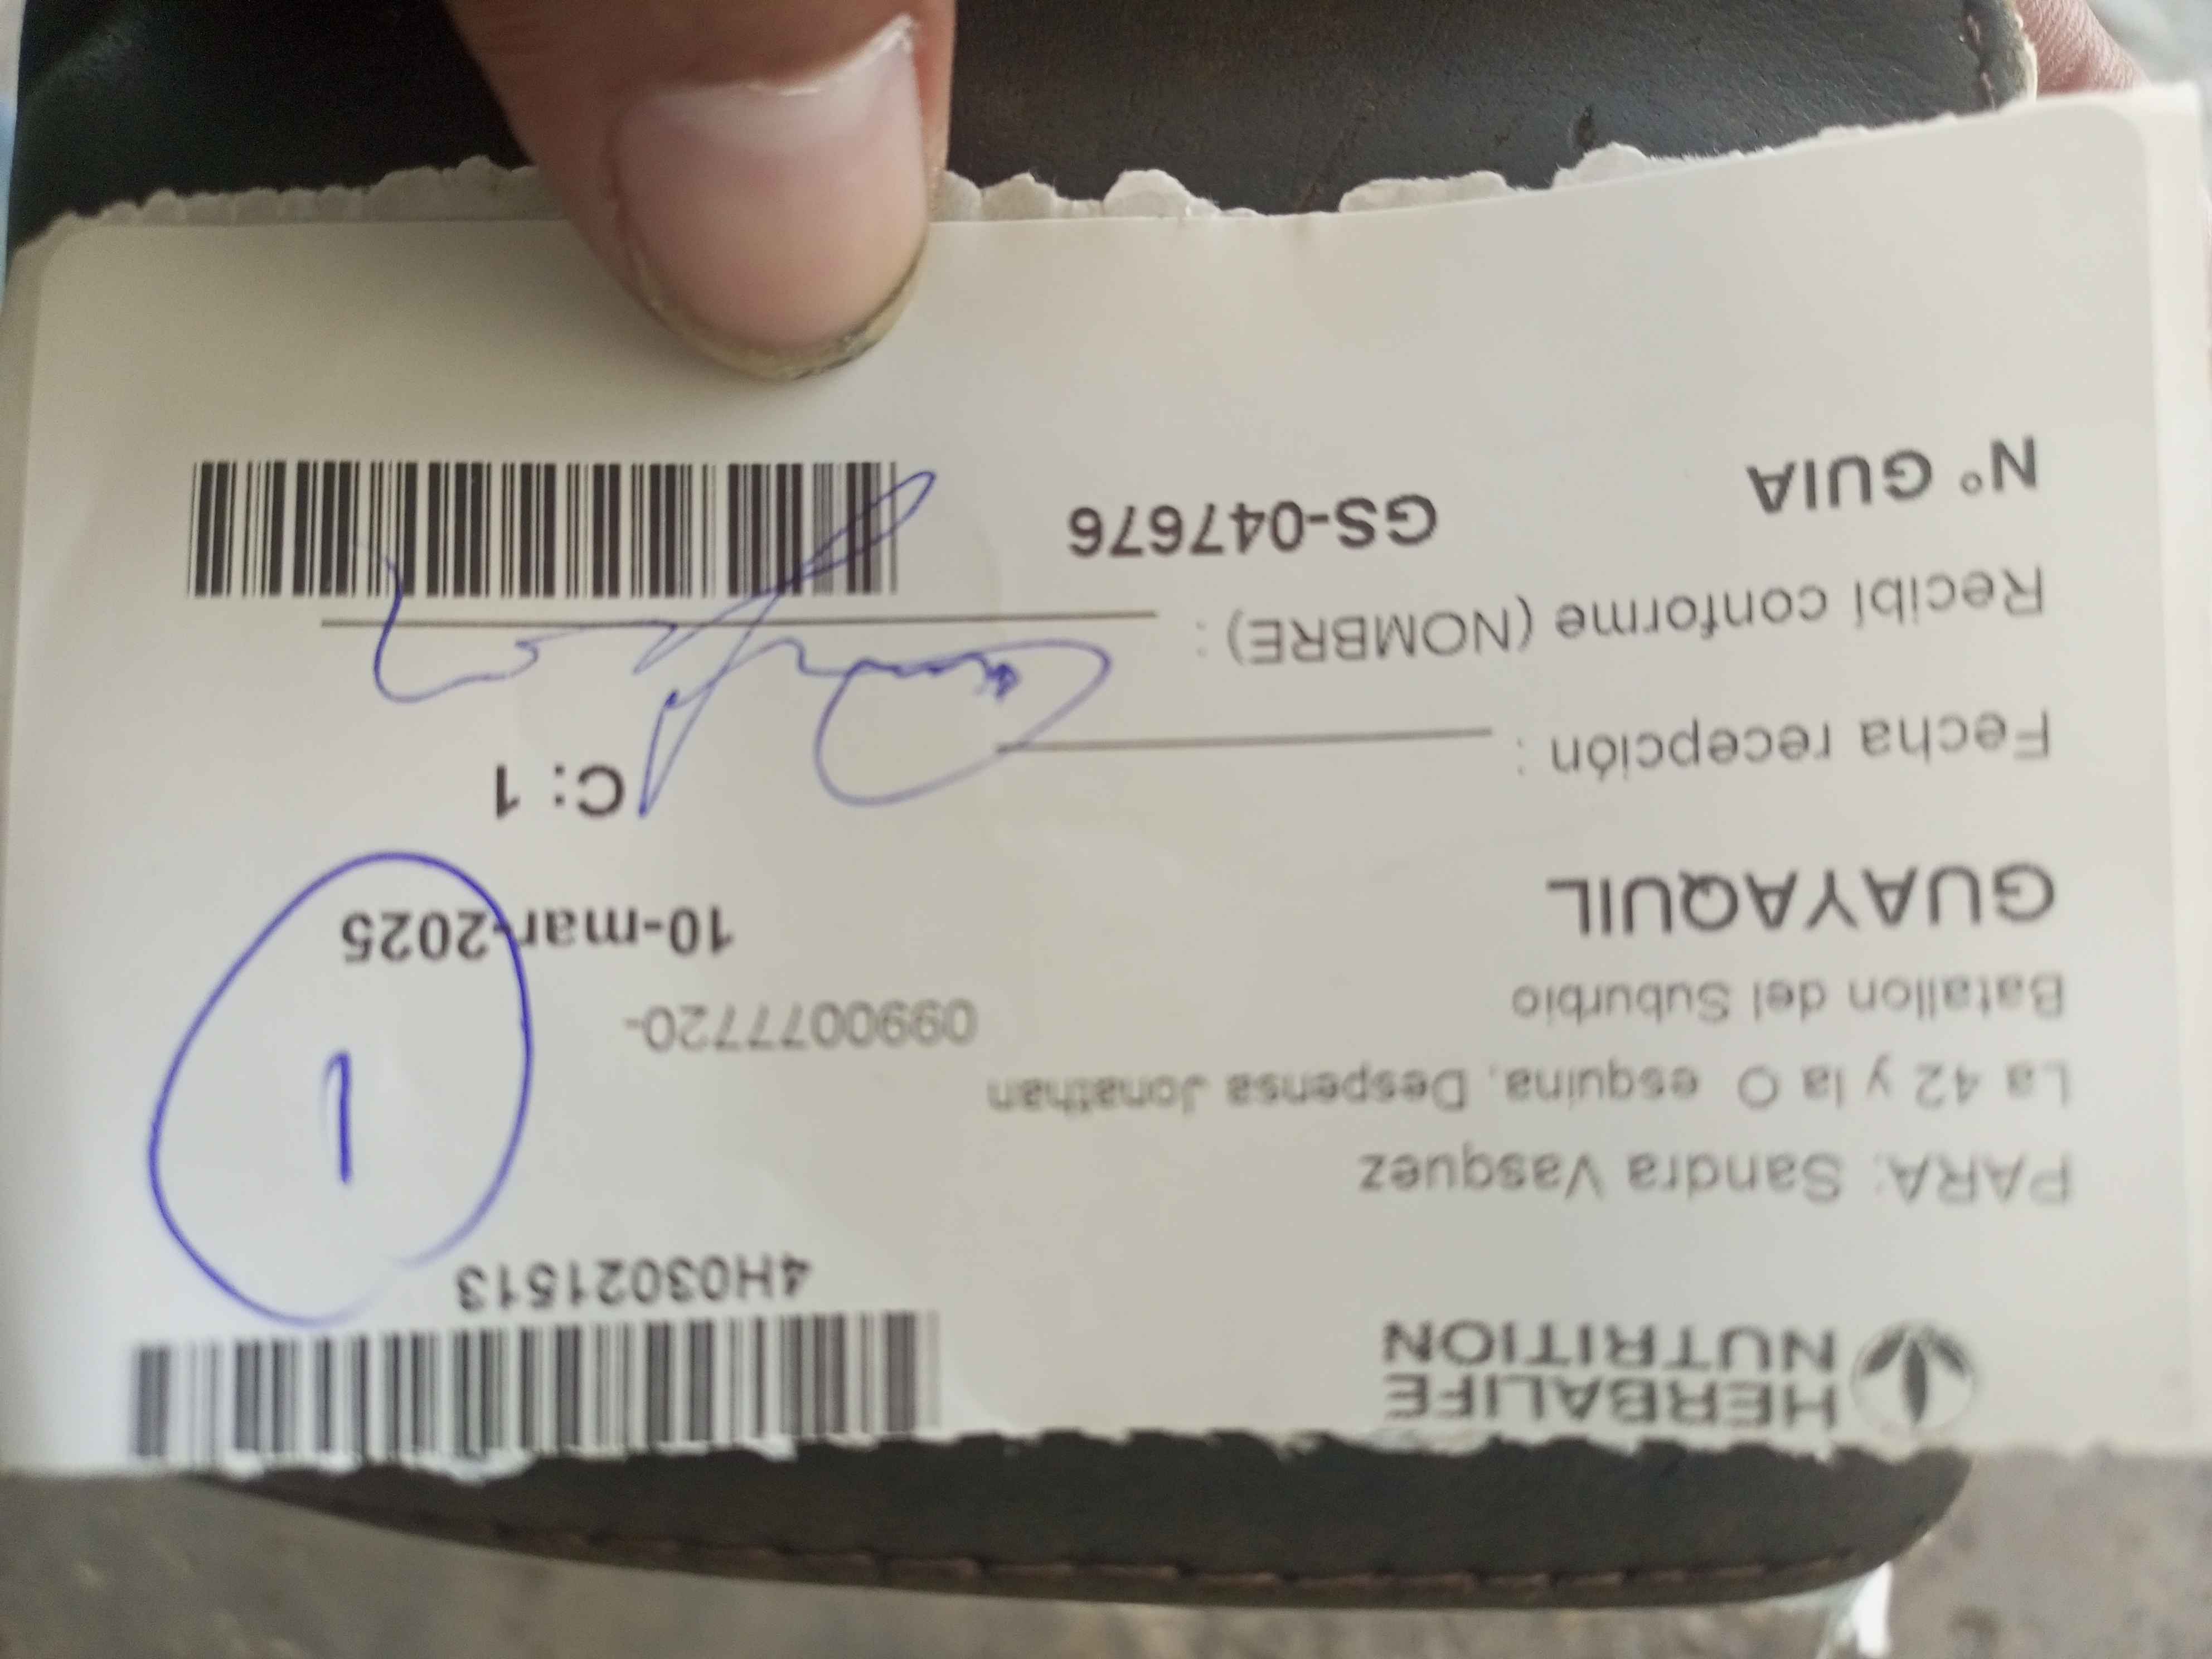 HERBALIFE
NUTRITION
4H03021513
PARA: Sandra Vasquez
La 42 y la O esquina, Despensa Jonathan
Batallon del Suburbio
0990077720-
GUAYAQUIL
10-mar-2025
1
C: 1
Fecha recepción :
Recibí conforme (NOMBRE) :
N° GUIA
GS-047676